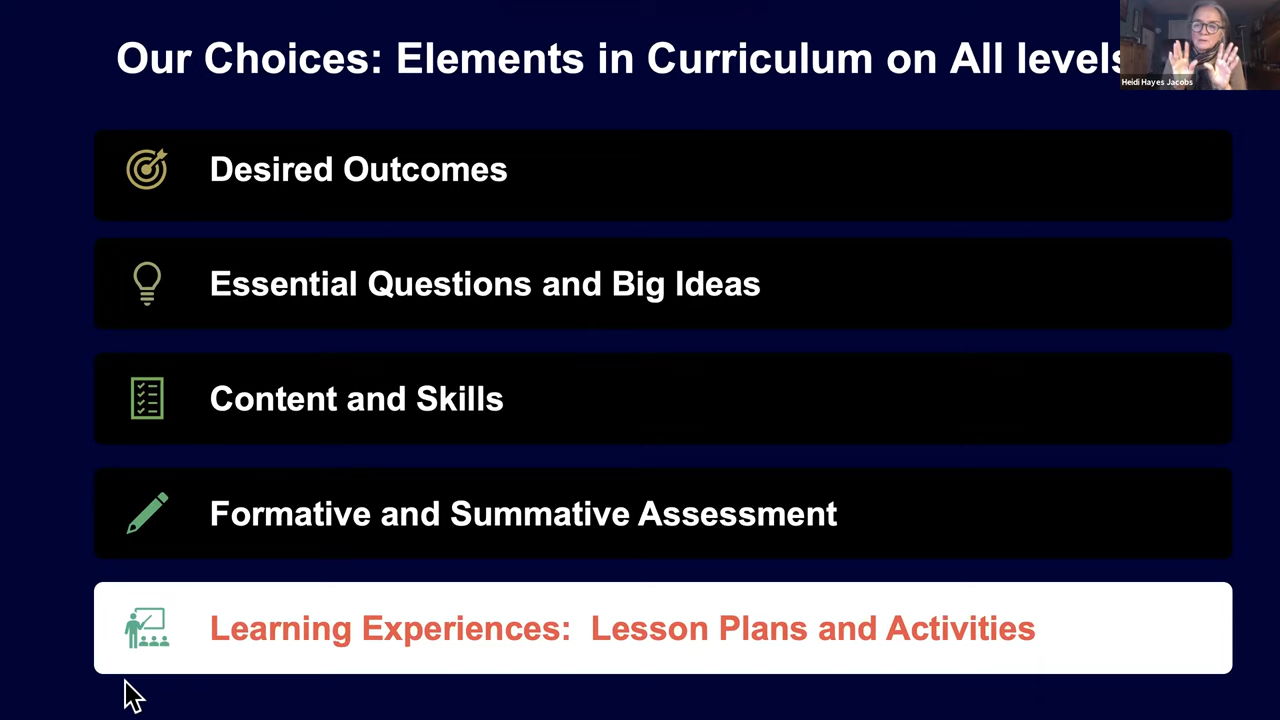 Our Choices: Elements in Curriculum on All levels
Heidi Hayes Jacobs
Desired Outcomes
Essential Questions and Big Ideas
Content and Skills
Formative and Summative Assessment
Learning Experiences:  Lesson Plans and Activities